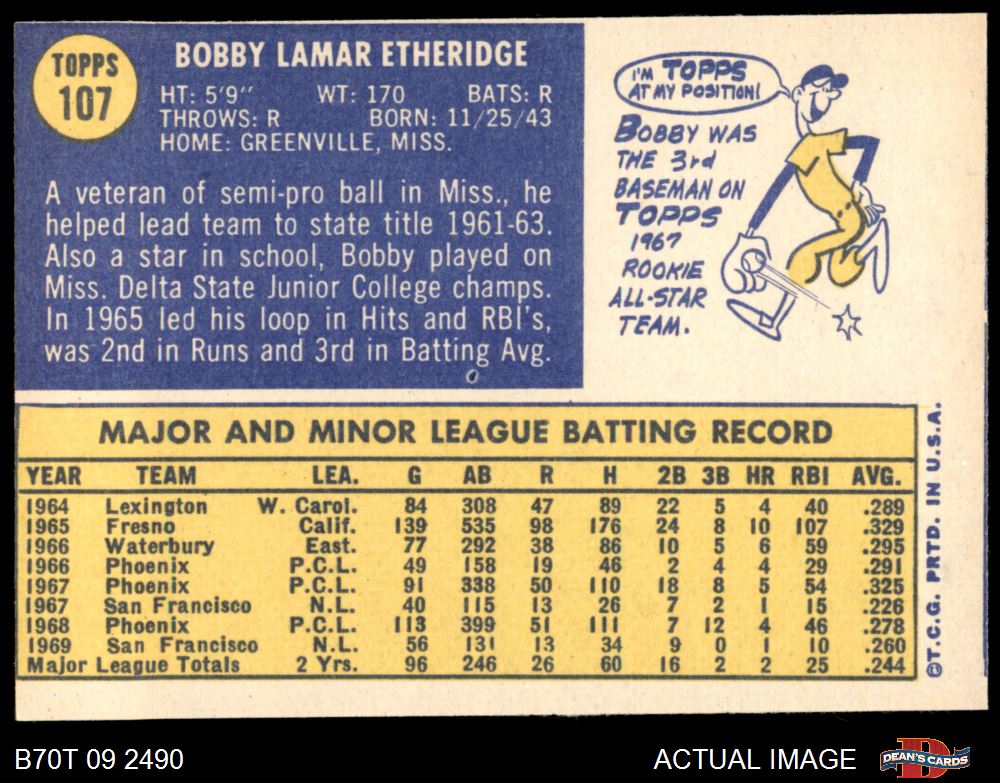 TOPPS
107
BOBBY LAMAR ETHERIDGE
HT: 5'9" WT: 170 BATS: R
THROWS: R BORN: 11/25/43
HOME: GREENVILLE, MISS.
A veteran of semi-pro ball in Miss., he
helped lead team to state title 1961-63.
Also a star in school, Bobby played on
Miss. Delta State Junior College champs.
In 1965 led his loop in Hits and RBI's,
was 2nd in Runs and 3rd in Batting Avg.
I'M TOPPS
AT MY POSITION!
BOBBY WAS
THE 3rd
BASEMAN ON
TOPPS
1967
ROOKIE
ALL-STAR
TEAM.
MAJOR AND MINOR LEAGUE BATTING RECORD
YEAR TEAM LEA. G AB R H 2B 3B HR RBI AVG.
1964 Lexington W. Carol. 84 308 47 89 22 5 4 40 .289
1965 Fresno Calif. 139 535 98 176 24 8 10 107 .329
1966 Waterbury East. 77 292 38 86 10 5 6 59 .295
1966 Phoenix P.C.L. 49 158 19 46 2 4 4 29 .291
1967 Phoenix P.C.L. 91 338 50 110 18 8 5 54 .325
1967 San Francisco N.L. 40 115 13 26 7 2 1 15 .226
1968 Phoenix P.C.L. 113 399 51 111 7 12 4 46 .278
1969 San Francisco N.L. 56 131 13 34 9 0 1 10 .260
Major League Totals 2 Yrs. 96 246 26 60 16 2 2 25 .244
©T.C.G. PRTD. IN U.S.A.
B70T 09 2490
ACTUAL IMAGE
DEAN'S CARDS